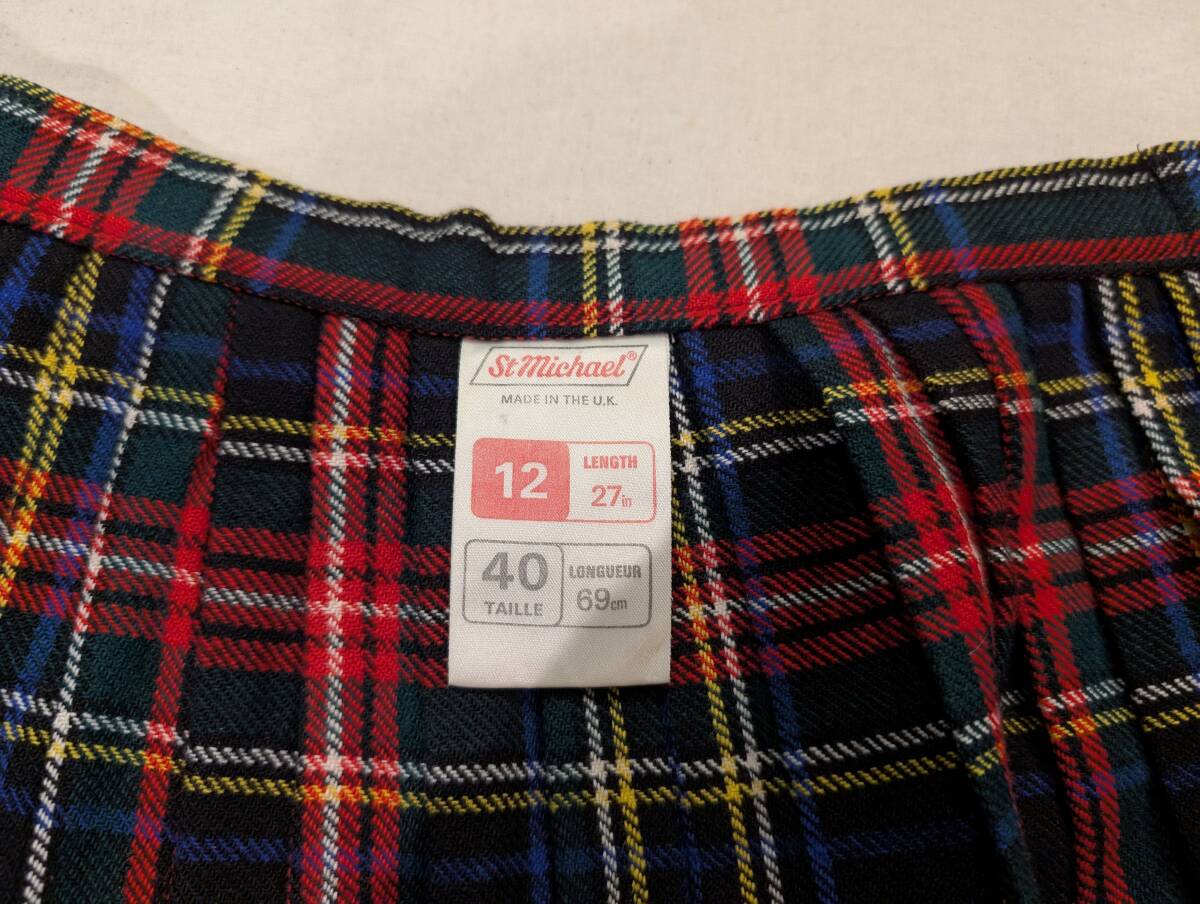 St Michael®
MADE IN THE U.K.
12 LENGTH
27in
40 LONGUEUR
TAILLE 69cm